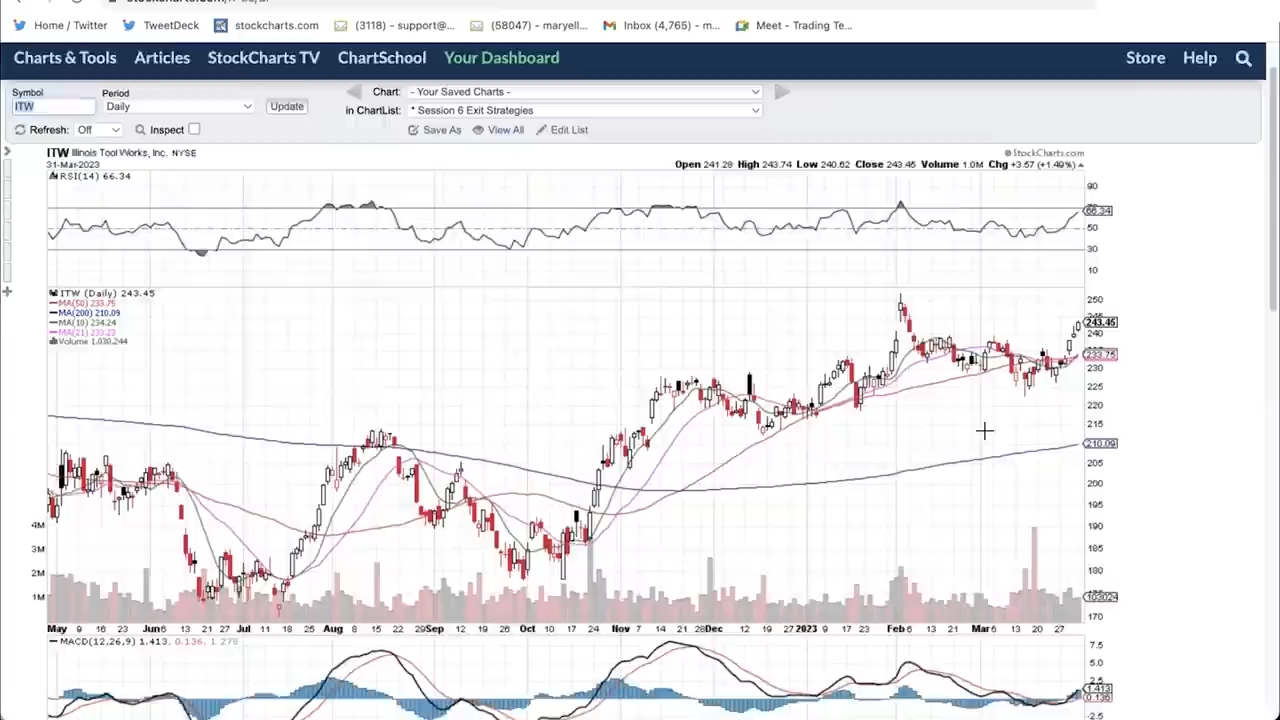 Home / Twitter TweetDeck stockcharts.com (3118) - support@... (58047) - maryell... Inbox (4,765) - m... Meet - Trading Te...
Charts & Tools Articles StockCharts TV ChartSchool Your Dashboard Store Help
Symbol Period Chart: - Your Saved Charts -
ITW Daily Update in ChartList: * Session 6 Exit Strategies
Refresh: Off Inspect Save As View All Edit List
ITW Illinois Tool Works, Inc. NYSE © StockCharts.com
31-Mar-2023 Open 241.28 High 243.74 Low 240.62 Close 243.45 Volume 1.0M Chg +3.57 (+1.49%)
RSI(14) 66.34
90
66.34
50
30
10
ITW (Daily) 243.45
MA(50) 233.75
MA(200) 210.09
MA(10) 234.24
MA(21) 233.23
Volume 1,030,244
250
243.45
240
233.75
230
225
220
215
210.09
205
200
195
190
185
180
170
4M
3M
2M
1M
May 9 16 23 Jun 6 13 21 27 Jul 11 18 25 Aug 8 15 22 29 Sep 12 19 26 Oct 10 17 24 Nov 7 14 21 28 Dec 12 19 27 2023 9 17 23 Feb 6 13 21 Mar 6 13 20 27
MACD(12,26,9) 1.413, 0.136, 1.278
7.5
5.0
2.5
1.413
0.136
-2.5